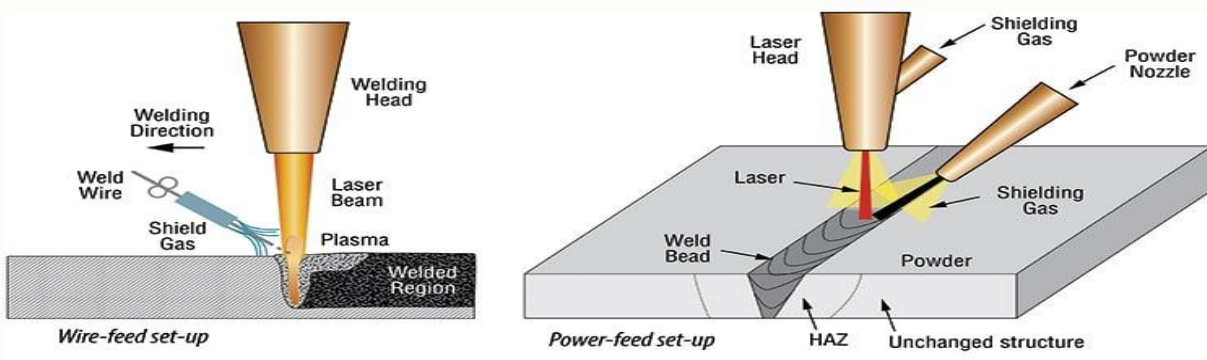 Welding
Head
Welding
Direction
Weld
Wire
Laser
Beam
Shield
Gas
Plasma
Welded
Region
Wire-feed set-up
Laser
Head
Shielding
Gas
Powder
Nozzle
Laser
Shielding
Gas
Weld
Bead
Powder
Power-feed set-up
HAZ
Unchanged structure